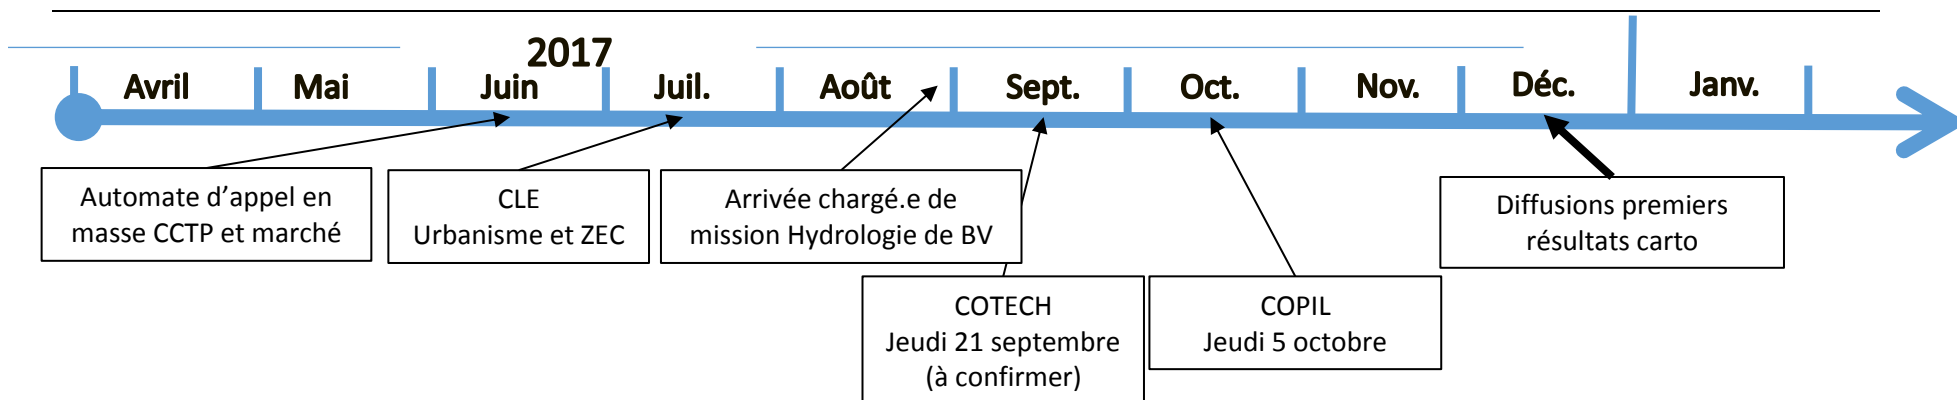 2017
Avril Mai Juin Juil. Août Sept. Oct. Nov. Déc. Janv.
Automate d’appel en
masse CCTP et marché
CLE
Urbanisme et ZEC
Arrivée chargé.e de
mission Hydrologie de BV
Diffusions premiers
résultats carto
COTECH
Jeudi 21 septembre
(à confirmer)
COPIL
Jeudi 5 octobre